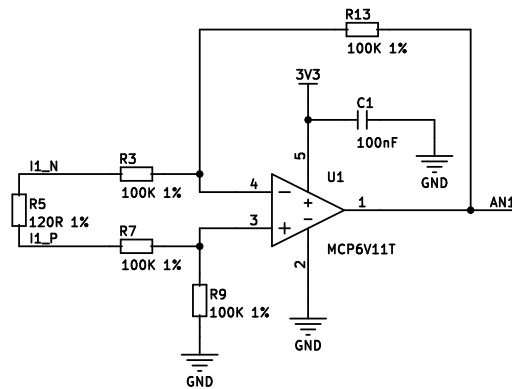 R13
100K 1%
3V3
C1
100nF
GND
I1_N
R3
100K 1%
R5
120R 1%
I1_P
R7
100K 1%
R9
100K 1%
GND
4
3
5
2
1
U1
MCP6V11T
GND
AN1